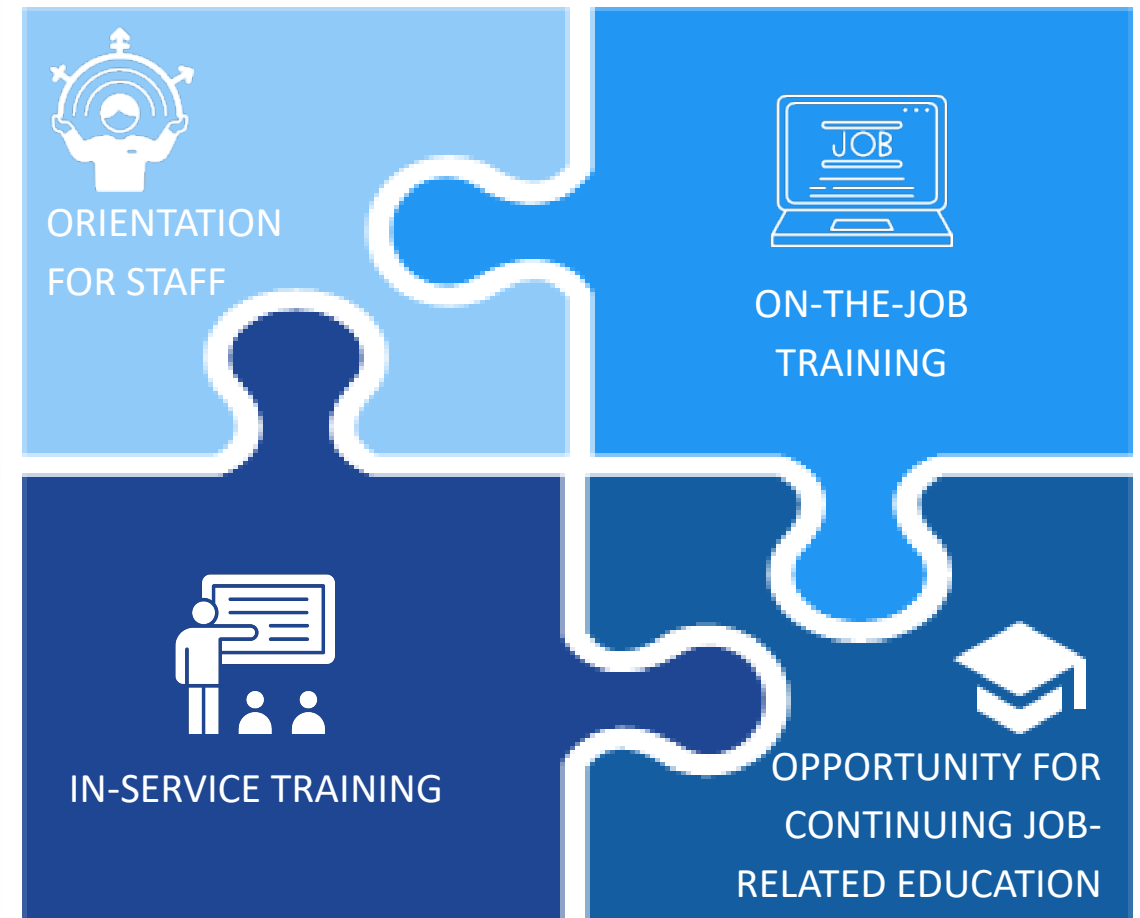 ORIENTATION
FOR STAFF
JOB
ON-THE-JOB
TRAINING
IN-SERVICE TRAINING
OPPORTUNITY FOR
CONTINUING JOB-
RELATED EDUCATION